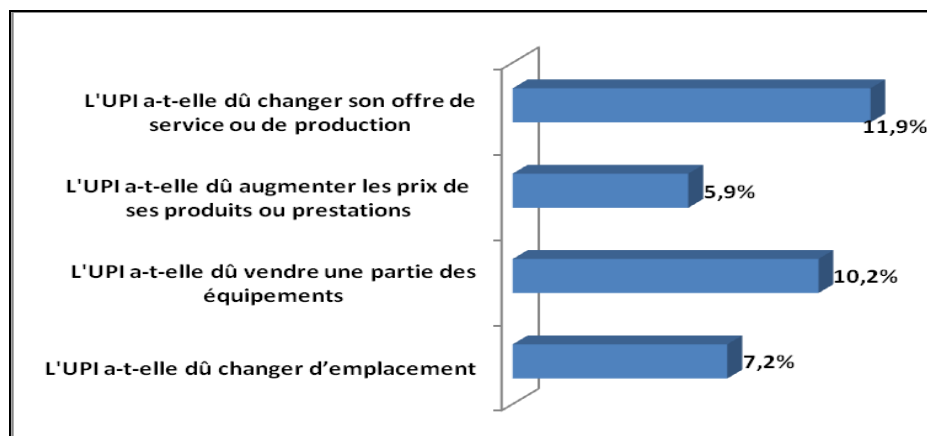 L'UPI a-t-elle dû changer son offre de
service ou de production
11,9%
L'UPI a-t-elle dû augmenter les prix de
ses produits ou prestations
5,9%
L'UPI a-t-elle dû vendre une partie des
équipements
10,2%
L'UPI a-t-elle dû changer d’emplacement
7,2%